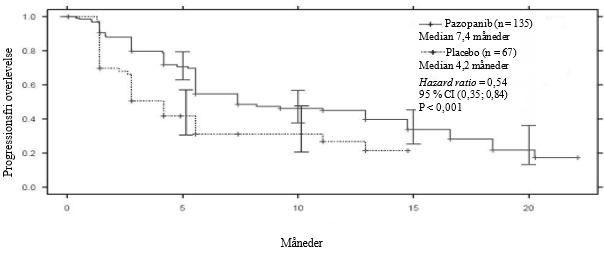 Progressionsfri overlevelse
1.0
0.8
0.6
0.4
0.2
0.0
Pazopanib (n = 135)
Median 7,4 måneder
Placebo (n = 67)
Median 4,2 måneder
Hazard ratio = 0,54
95 % CI (0,35; 0,84)
P < 0,001
0 5 10 15 20
Måneder